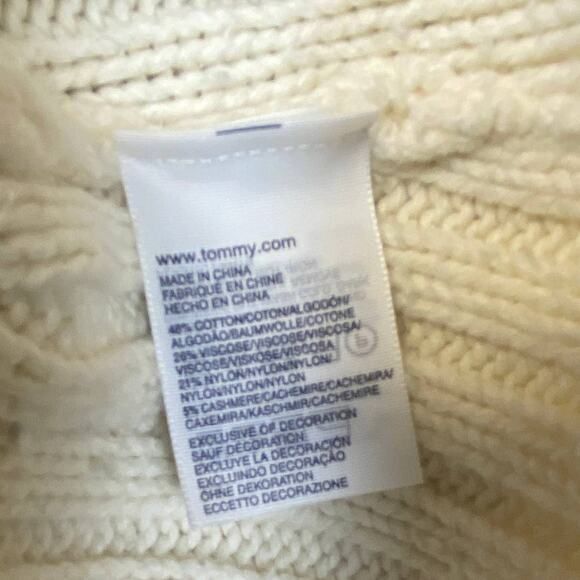 www.tommy.com
MADE IN CHINA
FABRIQUE EN CHINE
HECHO EN CHINA
48% COTTON/COTON/ALGODÓN/
ALGODÃO/BAUMWOLLE/COTONE
26% VISCOSE/VISCOSE/VISCOSA/
VISCOSE/VISKOSE/VISCOSA
21% NYLON/NYLON/NYLON/
NYLON/NYLON/NYLON
5% CASHMERE/CACHEMIRE/CACHEMIRA/
CAXEMIRA/KASCHMIR/CACHEMIRE
EXCLUSIVE OF DECORATION
SAUF DÉCORATION
EXCLUYE LA DECORACIÓN
EXCLUINDO DECORAÇÃO
OHNE DEKORATION
ECCETTO DECORAZIONE